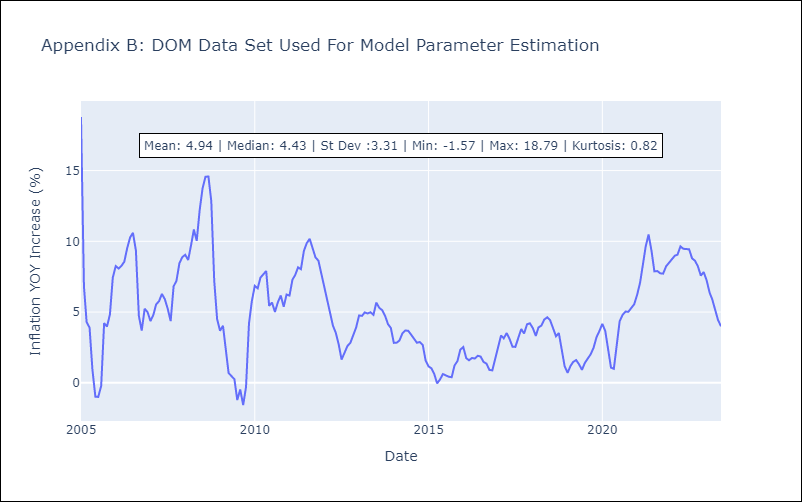 Appendix B: DOM Data Set Used For Model Parameter Estimation
Mean: 4.94 | Median: 4.43 | St Dev :3.31 | Min: -1.57 | Max: 18.79 | Kurtosis: 0.82
Inflation YOY Increase (%)
15
10
5
0
2005
2010
2015
2020
Date